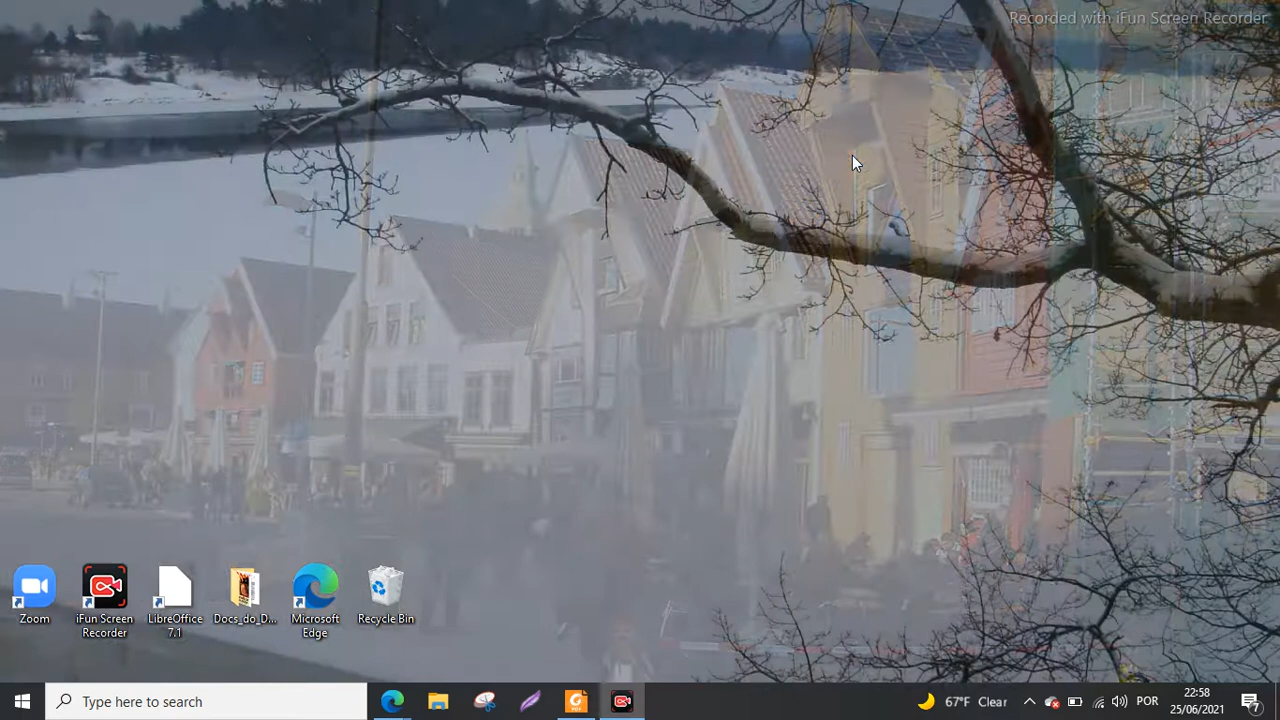 Recorded with iFun Screen Recorder
Zoom
iFun Screen
Recorder
LibreOffice
7.1
Docs_do_D...
Microsoft
Edge
Recycle Bin
Type here to search
67°F Clear
POR
22:58
25/06/2021
7